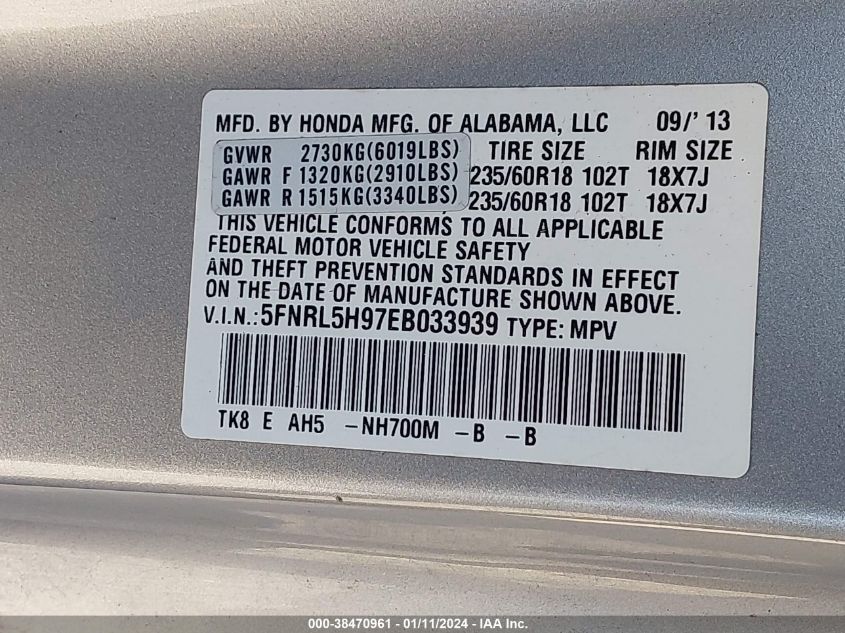 MFD. BY HONDA MFG. OF ALABAMA, LLC 09/' 13
GVWR 2730KG(6019LBS) TIRE SIZE RIM SIZE
GAWR F 1320KG(2910LBS) 235/60R18 102T 18X7J
GAWR R 1515KG(3340LBS) 235/60R18 102T 18X7J
THIS VEHICLE CONFORMS TO ALL APPLICABLE
FEDERAL MOTOR VEHICLE SAFETY
AND THEFT PREVENTION STANDARDS IN EFFECT
ON THE DATE OF MANUFACTURE SHOWN ABOVE.
V.I.N.:5FNRL5H97EB033939 TYPE: MPV
TK8 E AH5 -NH700M -B -B
000-38470961 - 01/11/2024 - IAA Inc.